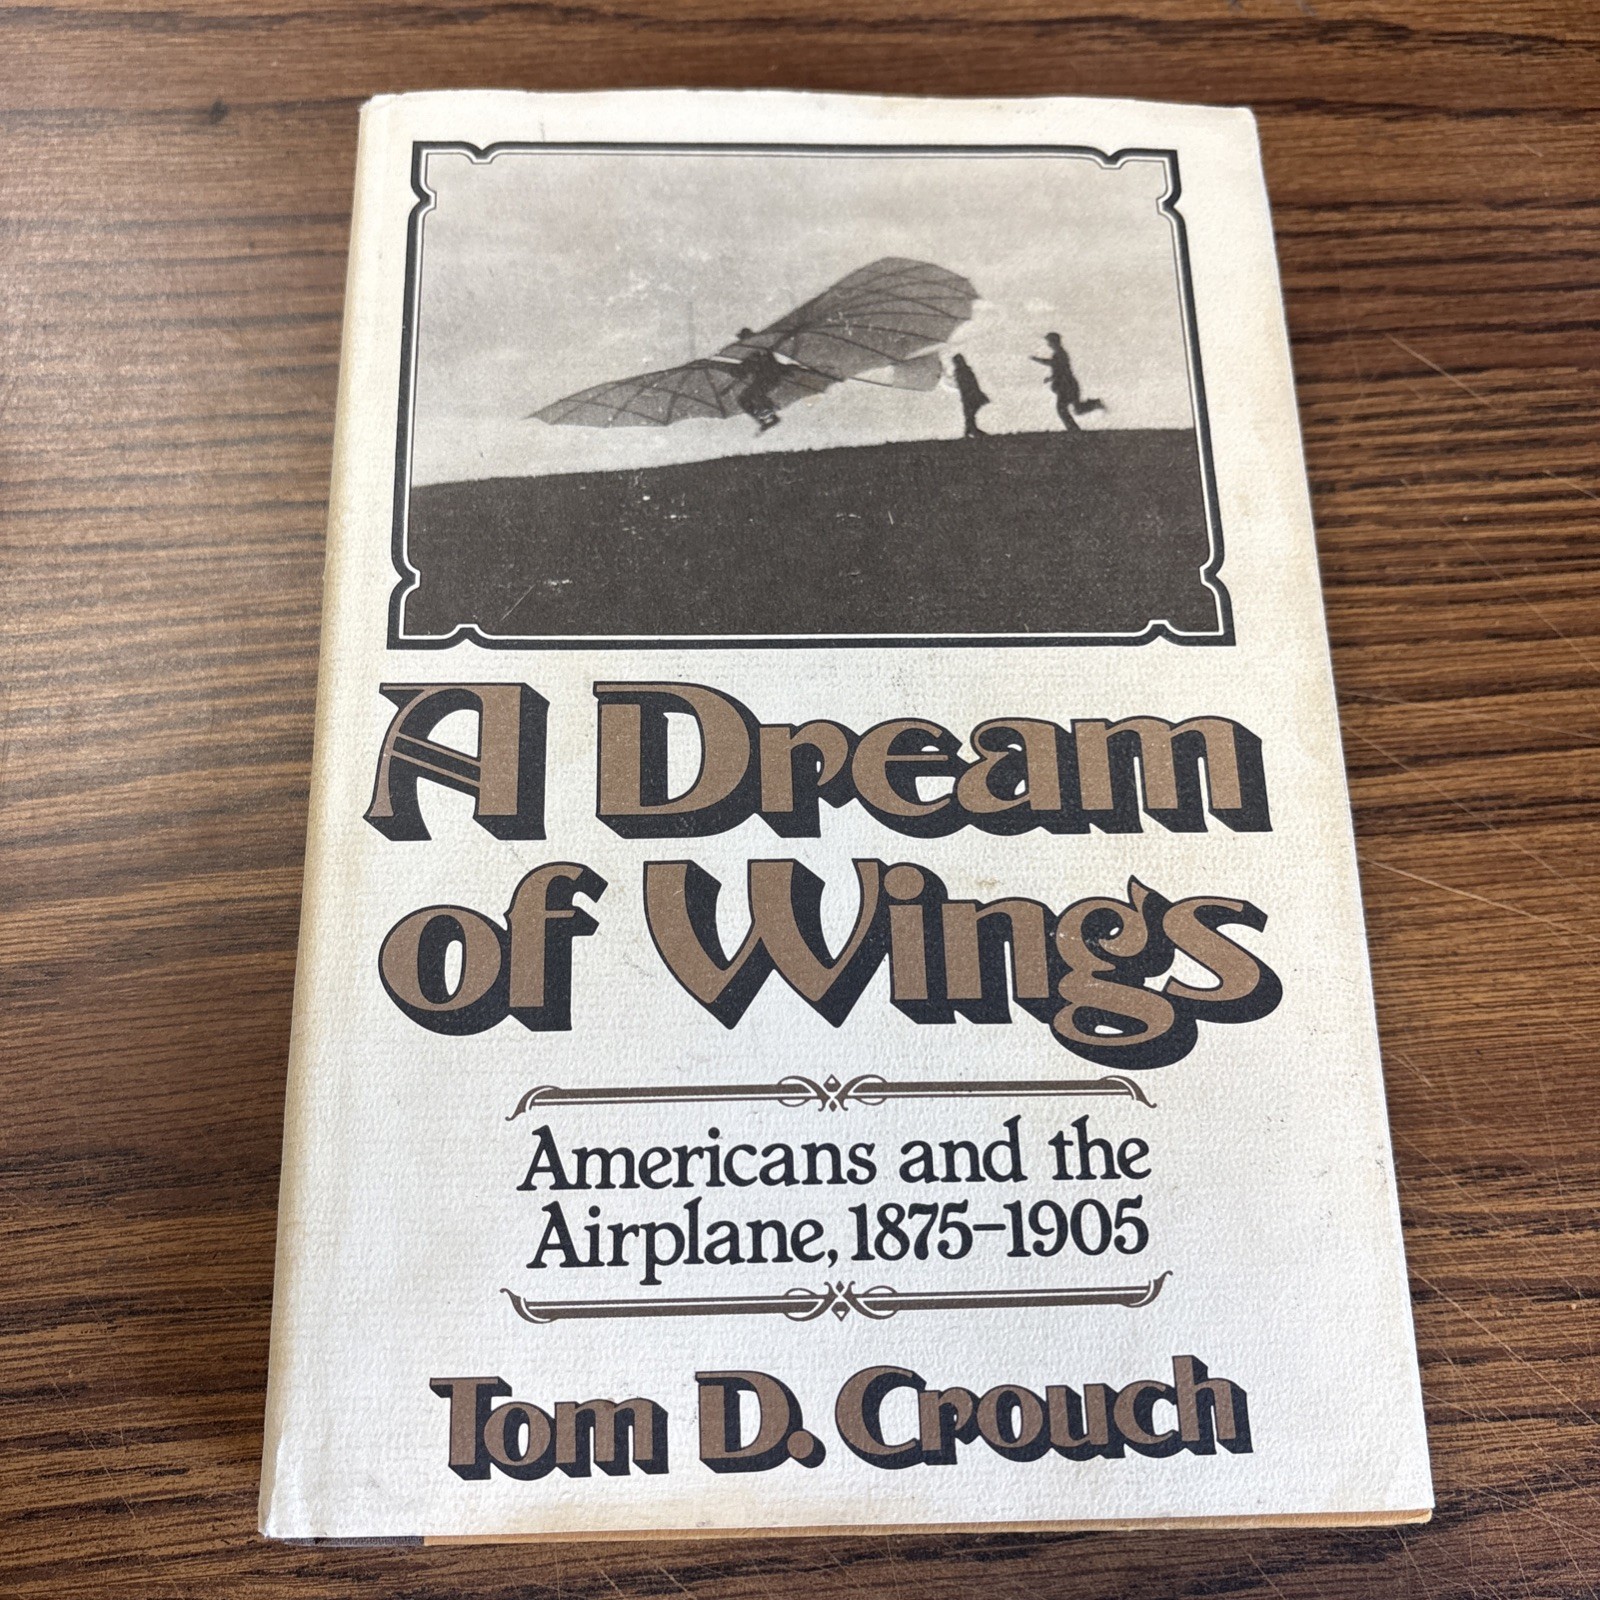 A Dream
of Wings
Americans and the
Airplane, 1875–1905
Tom D. Crouch